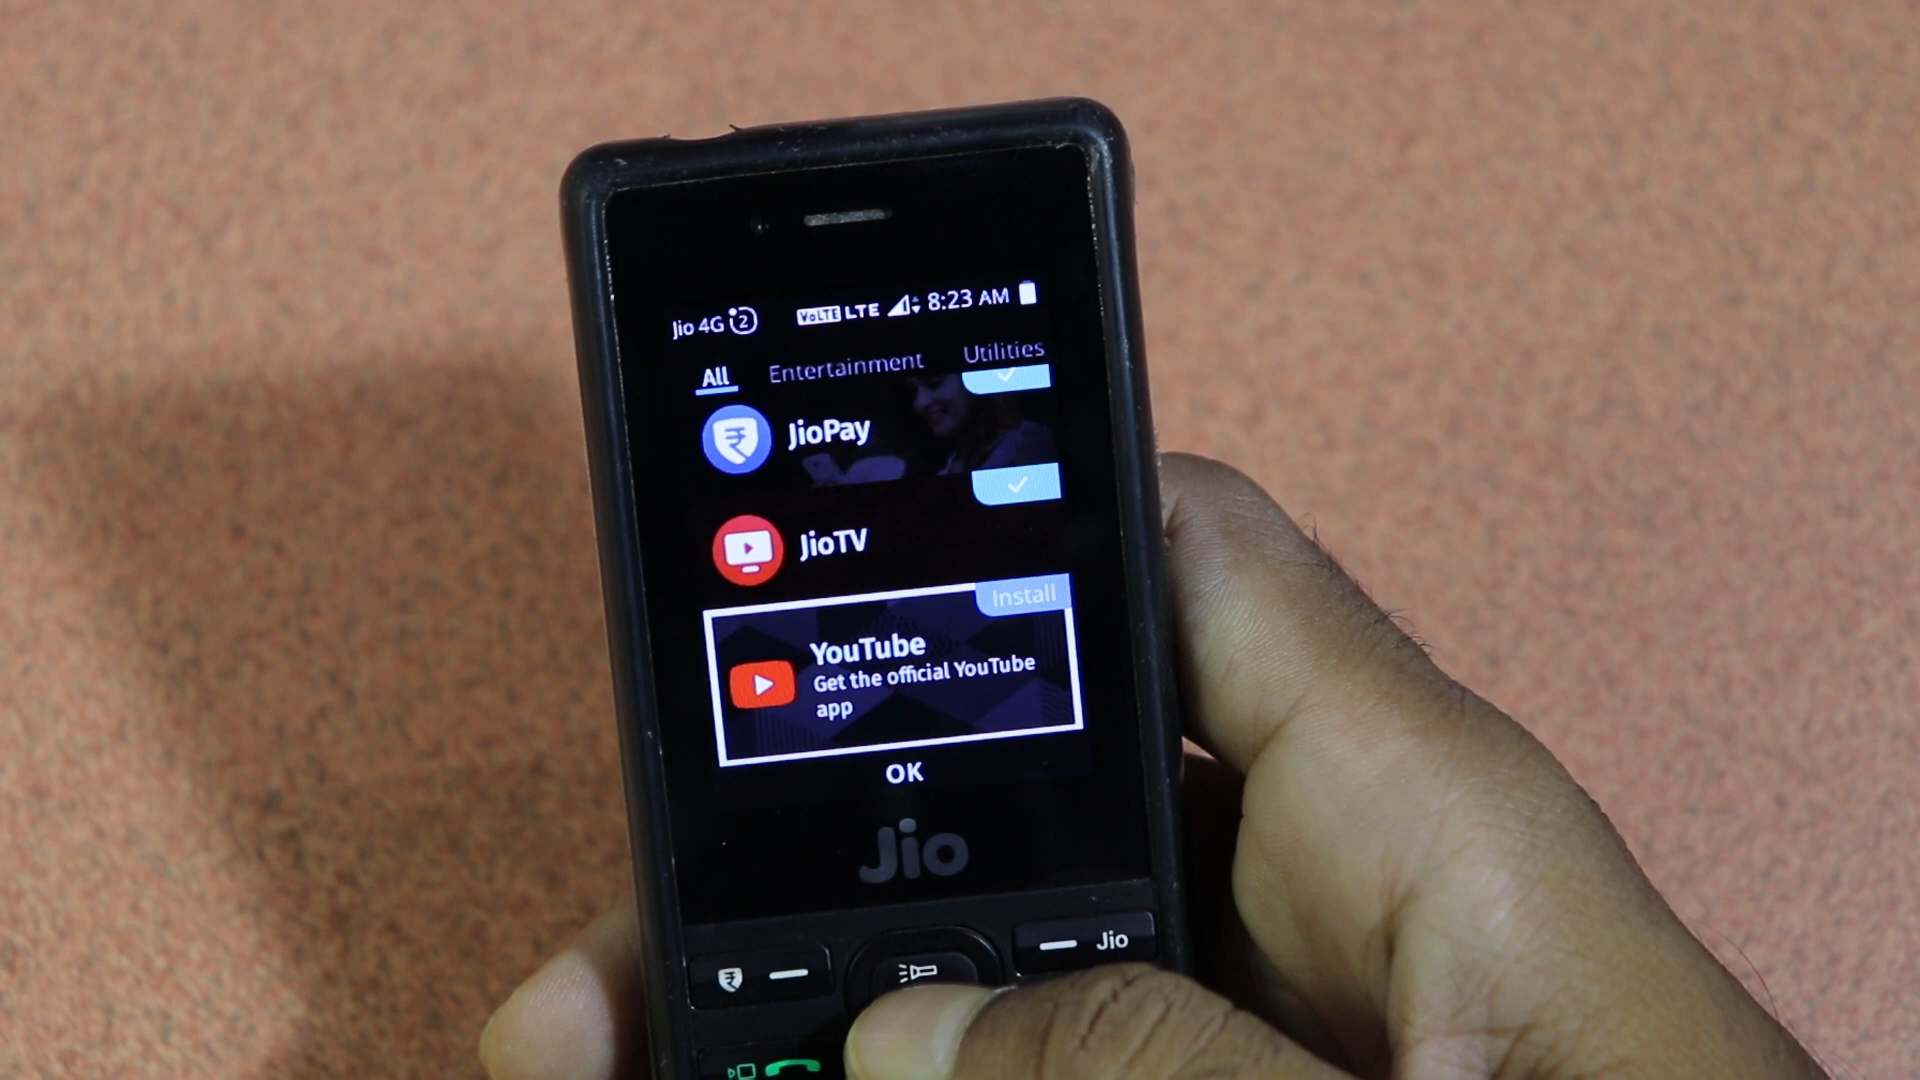 Jio 4G 2 VoLTE LTE 8:23 AM
All Entertainment Utilities
JioPay
JioTV
Install
YouTube
Get the official YouTube
app
OK
Jio
Jio